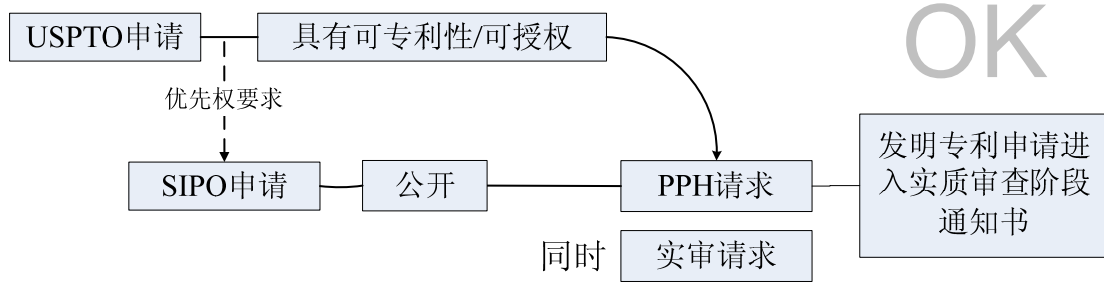 USPTO申请
具有可专利性/可授权
OK
优先权要求
SIPO申请
公开
PPH请求
发明专利申请进
入实质审查阶段
通知书
同时
实审请求